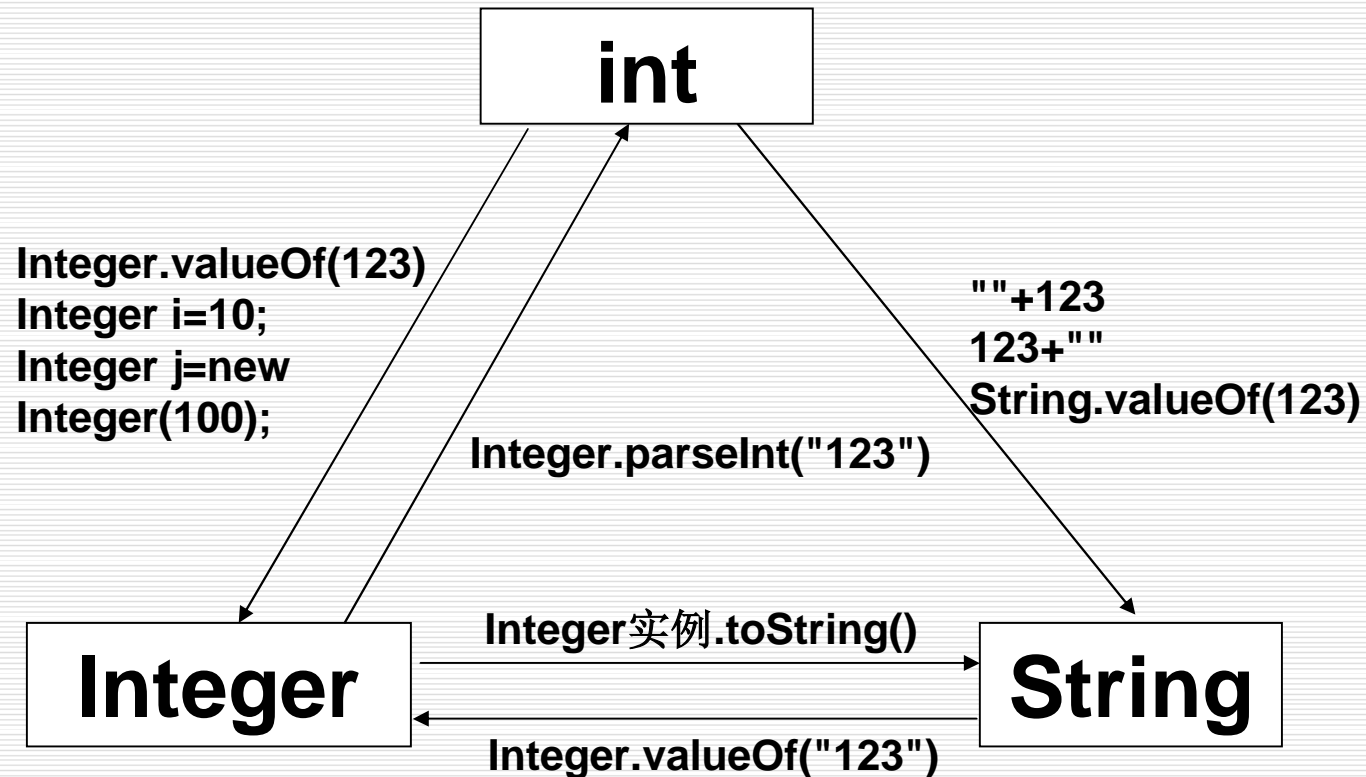 int
Integer.valueOf(123)
Integer i=10;
Integer j=new
Integer(100);
""+123
123+""
String.valueOf(123)
Integer.parseInt("123")
Integer实例.toString()
Integer
String
Integer.valueOf("123")